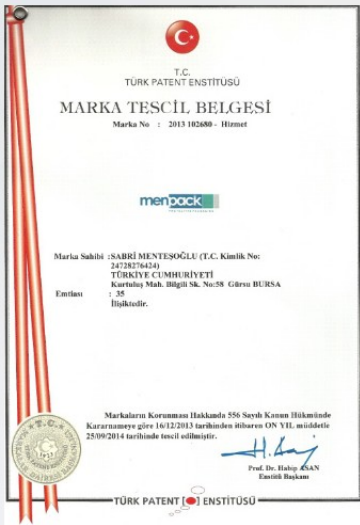 T.C.
TÜRK PATENT ENSTİTÜSÜ
MARKA TESCİL BELGESİ
Marka No : 2013 102680 - Hizmet
menpack
Marka Sahibi :SABRİ MENTEŞOĞLU (T.C. Kimlik No:
24728276424)
TÜRKİYE CUMHURİYETİ
Kurtuluş Mah. Bilgili Sk. No:58 Gürsu BURSA
Emtiası : 35
İlişiktedir.
Markaların Korunması Hakkında 556 Sayılı Kanun Hükmünde
Kararnameye göre 16/12/2013 tarihinden itibaren ON YIL müddetle
25/09/2014 tarihinde tescil edilmiştir.
Prof. Dr. Habip ASAN
Enstitü Başkanı
T.C.
TÜRK PATENT ENSTİTÜSÜ